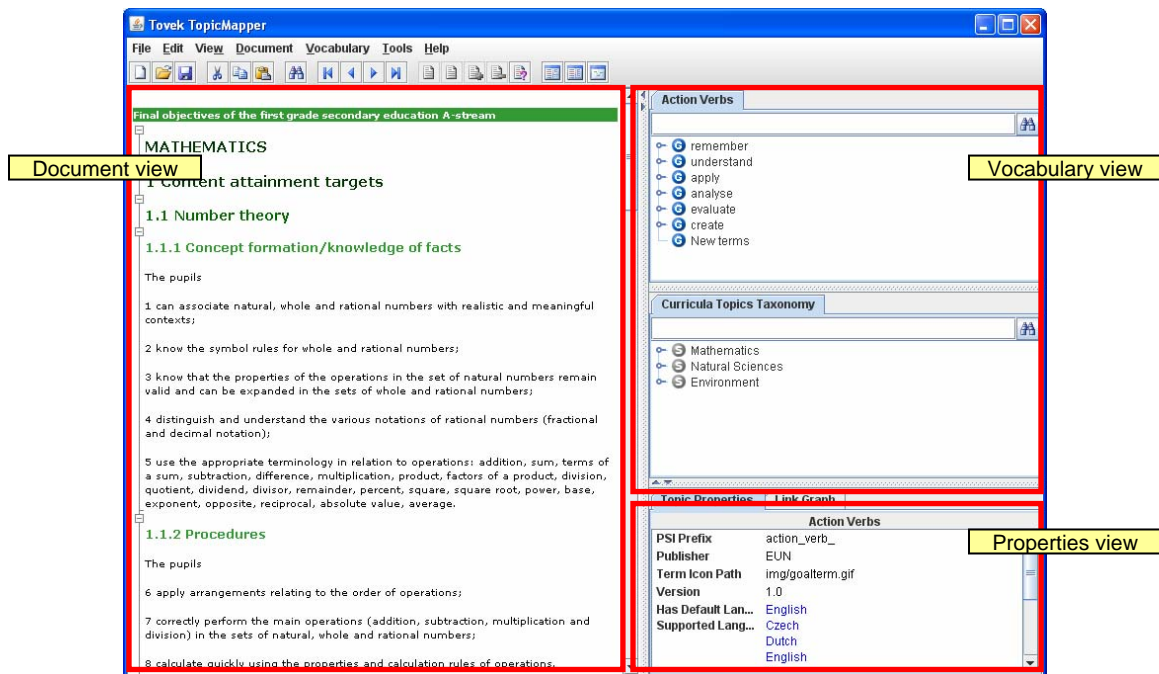 Tovek TopicMapper
File Edit View Document Vocabulary Tools Help
Final objectives of the first grade secondary education A-stream
MATHEMATICS
Document view
1 Content attainment targets
1.1 Number theory
1.1.1 Concept formation/knowledge of facts
The pupils
1 can associate natural, whole and rational numbers with realistic and meaningful
contexts;
2 know the symbol rules for whole and rational numbers;
3 know that the properties of the operations in the set of natural numbers remain
valid and can be expanded in the sets of whole and rational numbers;
4 distinguish and understand the various notations of rational numbers (fractional
and decimal notation);
5 use the appropriate terminology in relation to operations: addition, sum, terms of
a sum, subtraction, difference, multiplication, product, factors of a product, division,
quotient, dividend, divisor, remainder, percent, square, square root, power, base,
exponent, opposite, reciprocal, absolute value, average.
1.1.2 Procedures
The pupils
6 apply arrangements relating to the order of operations;
7 correctly perform the main operations (addition, subtraction, multiplication and
division) in the sets of natural, whole and rational numbers;
8 calculate quickly using the properties and calculation rules of operations.
Action Verbs
G remember
G understand
G apply
G analyse
G evaluate
G create
G New terms
Vocabulary view
Curricula Topics Taxonomy
S Mathematics
S Natural Sciences
S Environment
Topic Properties Link Graph
Action Verbs
PSI Prefix action_verb_
Publisher EUN
Term Icon Path img/goalterm.gif
Version 1.0
Has Default Lan... English
Supported Lang... Czech
Dutch
English
Properties view